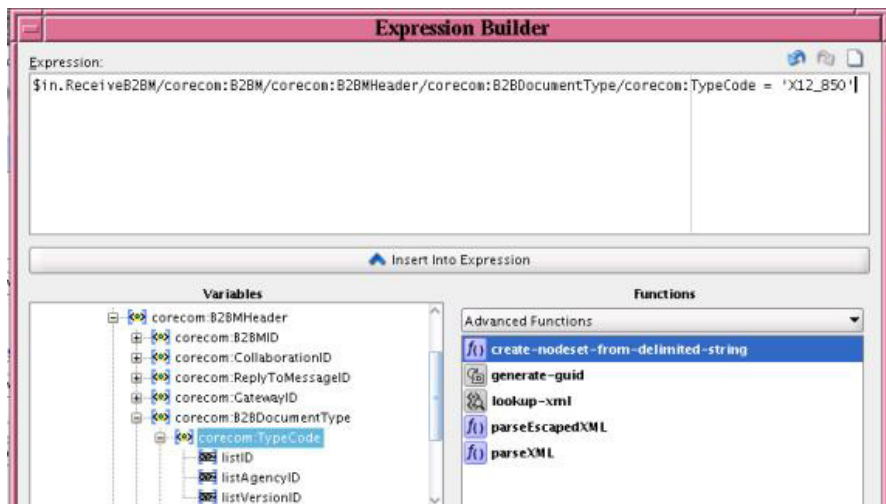 Expression Builder
Expression:
$in.ReceiveB2BM/corecom:B2BM/corecom:B2BMHeader/corecom:B2BDocumentType/corecom:TypeCode = 'X12_850'
Insert Into Expression
Variables
corecom:B2BMHeader
corecom:B2BMID
corecom:CollaborationID
corecom:ReplyToMessageID
corecom:GatewayID
corecom:B2BDocumentType
corecom:TypeCode
listID
listAgencyID
listVersionID
Functions
Advanced Functions
f() create-nodeset-from-delimited-string
generate-guid
lookup-xml
f() parseEscapedXML
f() parseXML